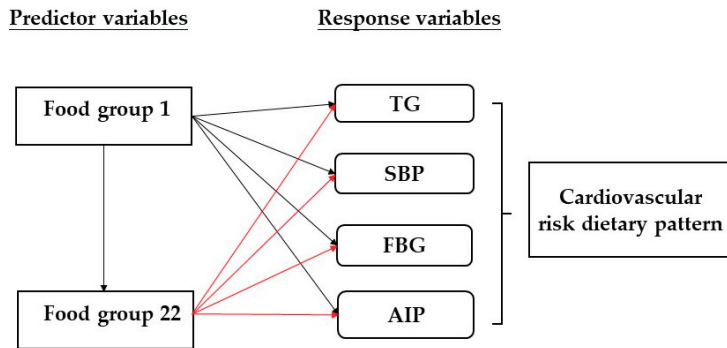 Predictor variables
Response variables
Food group 1
TG
SBP
Cardiovascular
risk dietary pattern
FBG
Food group 22
AIP